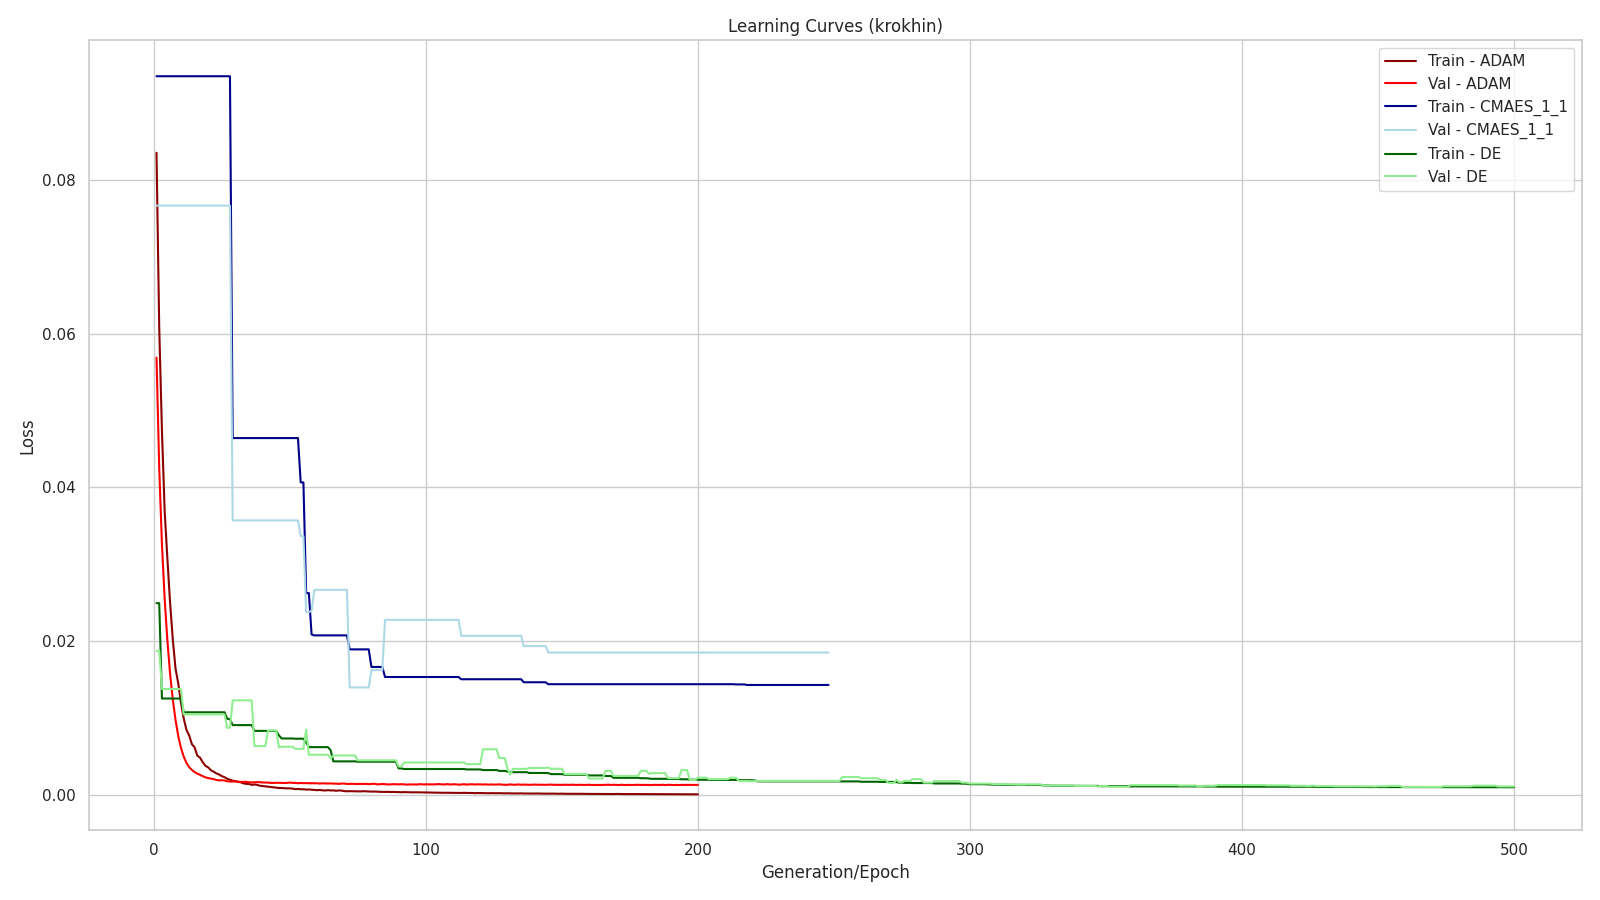 Learning Curves (krokhin)
Train - ADAM
Val - ADAM
Train - CMAES_1_1
Val - CMAES_1_1
Train - DE
Val - DE
Loss
0.08
0.06
0.04
0.02
0.00
0
100
200
300
400
500
Generation/Epoch